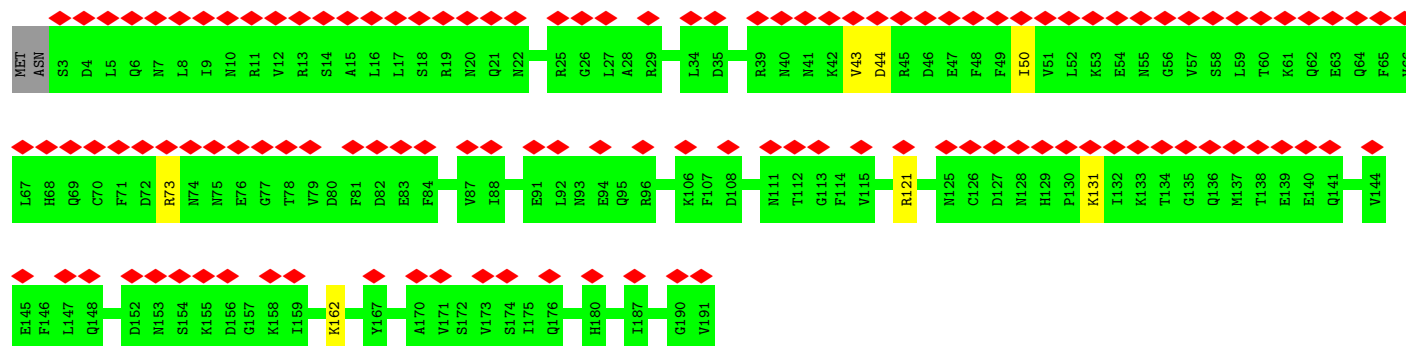 MET ASN S3 D4 L5 Q6 N7 L8 I9 N10 R11 V12 R13 S14 A15 L16 L17 S18 R19 N20 Q21 N22 R25 G26 L27 A28 R29 L34 D35 R39 N40 N41 K42 V43 D44 R45 D46 E47 F48 F49 I50 V51 L52 K53 E54 N55 G56 V57 S58 L59 T60 K61 Q62 E63 Q64 F65
L67 H68 Q69 C70 F71 D72 R73 N74 N75 E76 G77 T78 V79 D80 F81 D82 E83 F84 V87 I88 E91 L92 N93 E94 Q95 R96 K106 F107 D108 N111 T112 G113 F114 V115 R121 N125 C126 D127 N128 H129 P130 K131 I132 K133 T134 G135 Q136 M137 T138 E139 E140 Q141 V144
E145 F146 L147 Q148 D152 N153 S154 K155 D156 G157 K158 I159 K162 Y167 A170 V171 S172 V173 S174 I175 Q176 H180 I187 G190 V191